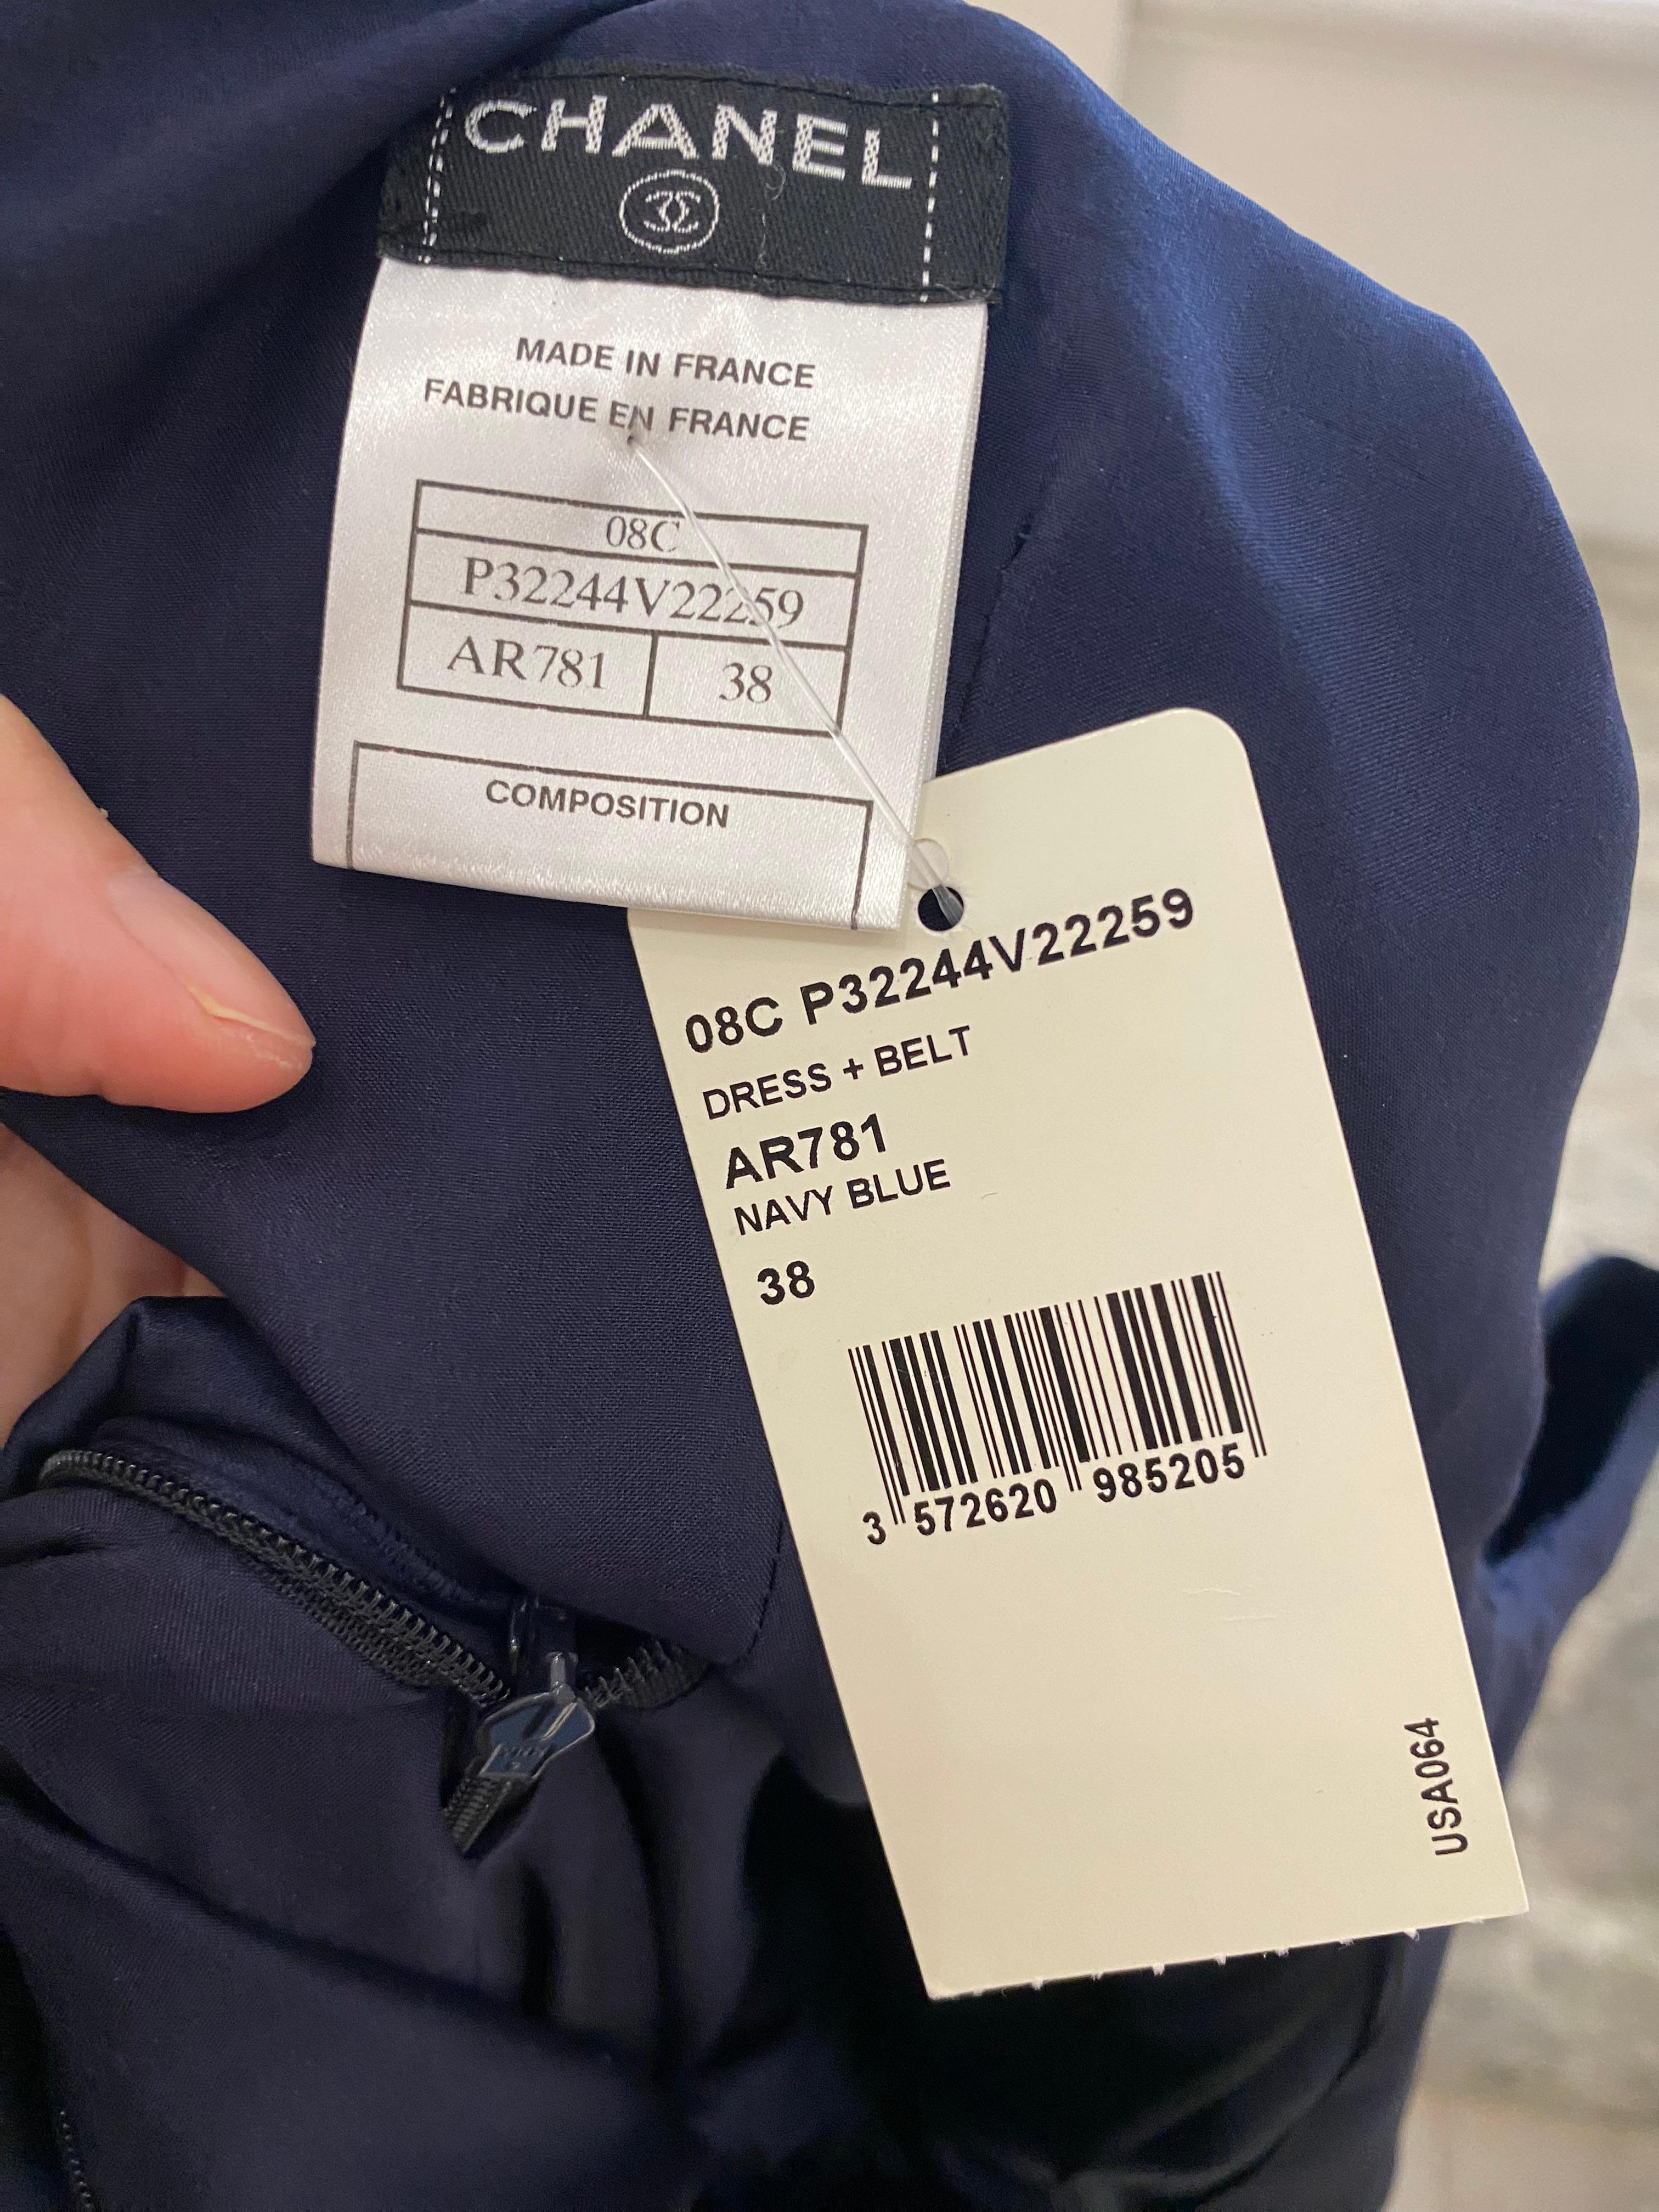 CHANEL
MADE IN FRANCE
FABRIQUE EN FRANCE
08C
P32244V22259
AR781 38
COMPOSITION
08C P32244V22259
DRESS + BELT
AR781
NAVY BLUE
38
3 572620 985205
USA064